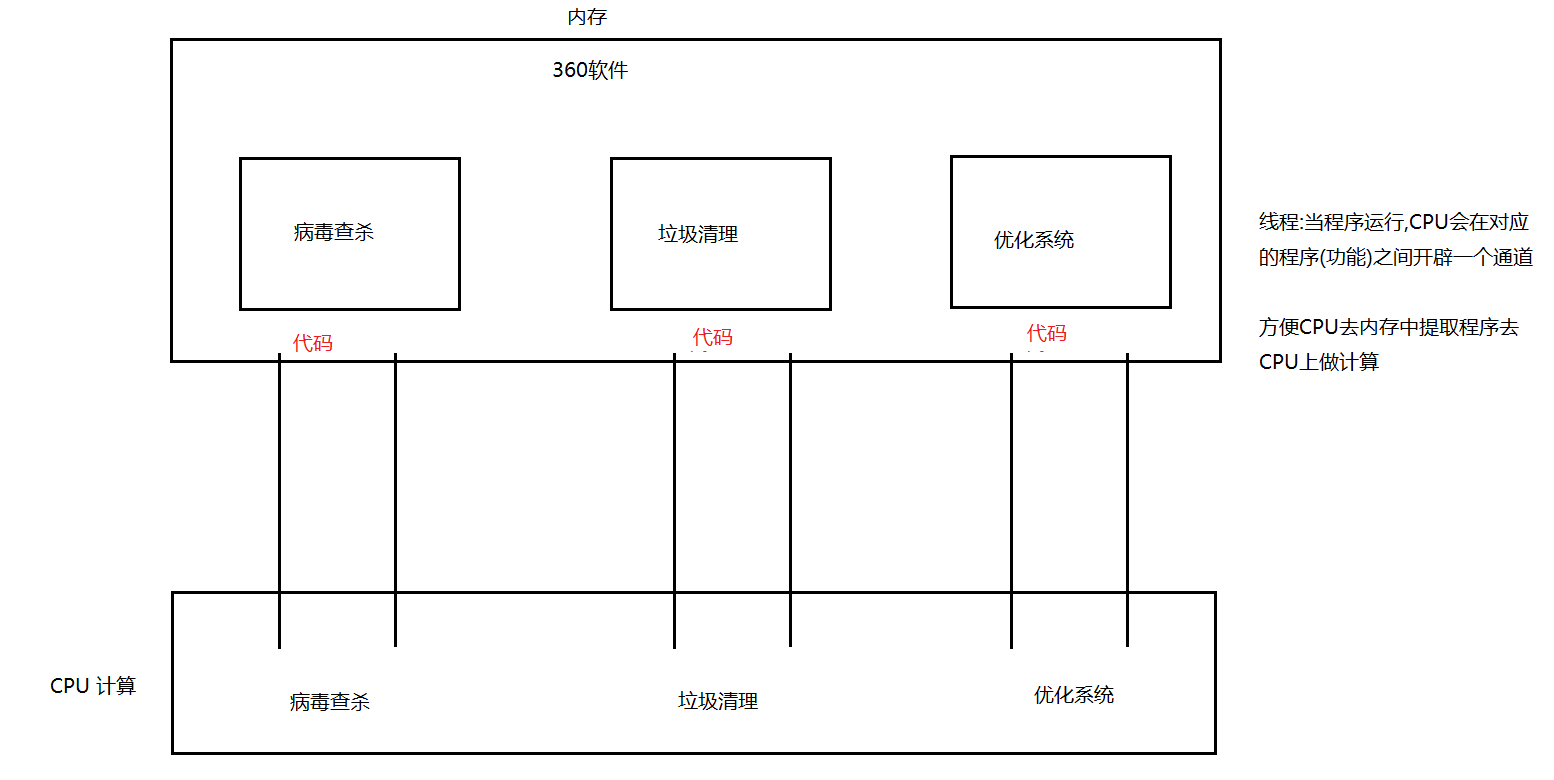 内存
360软件
病毒查杀
垃圾清理
优化系统
线程:当程序运行,CPU会在对应
的程序(功能)之间开辟一个通道
方便CPU去内存中提取程序去
CPU上做计算
代码
代码
代码
CPU 计算
病毒查杀
垃圾清理
优化系统